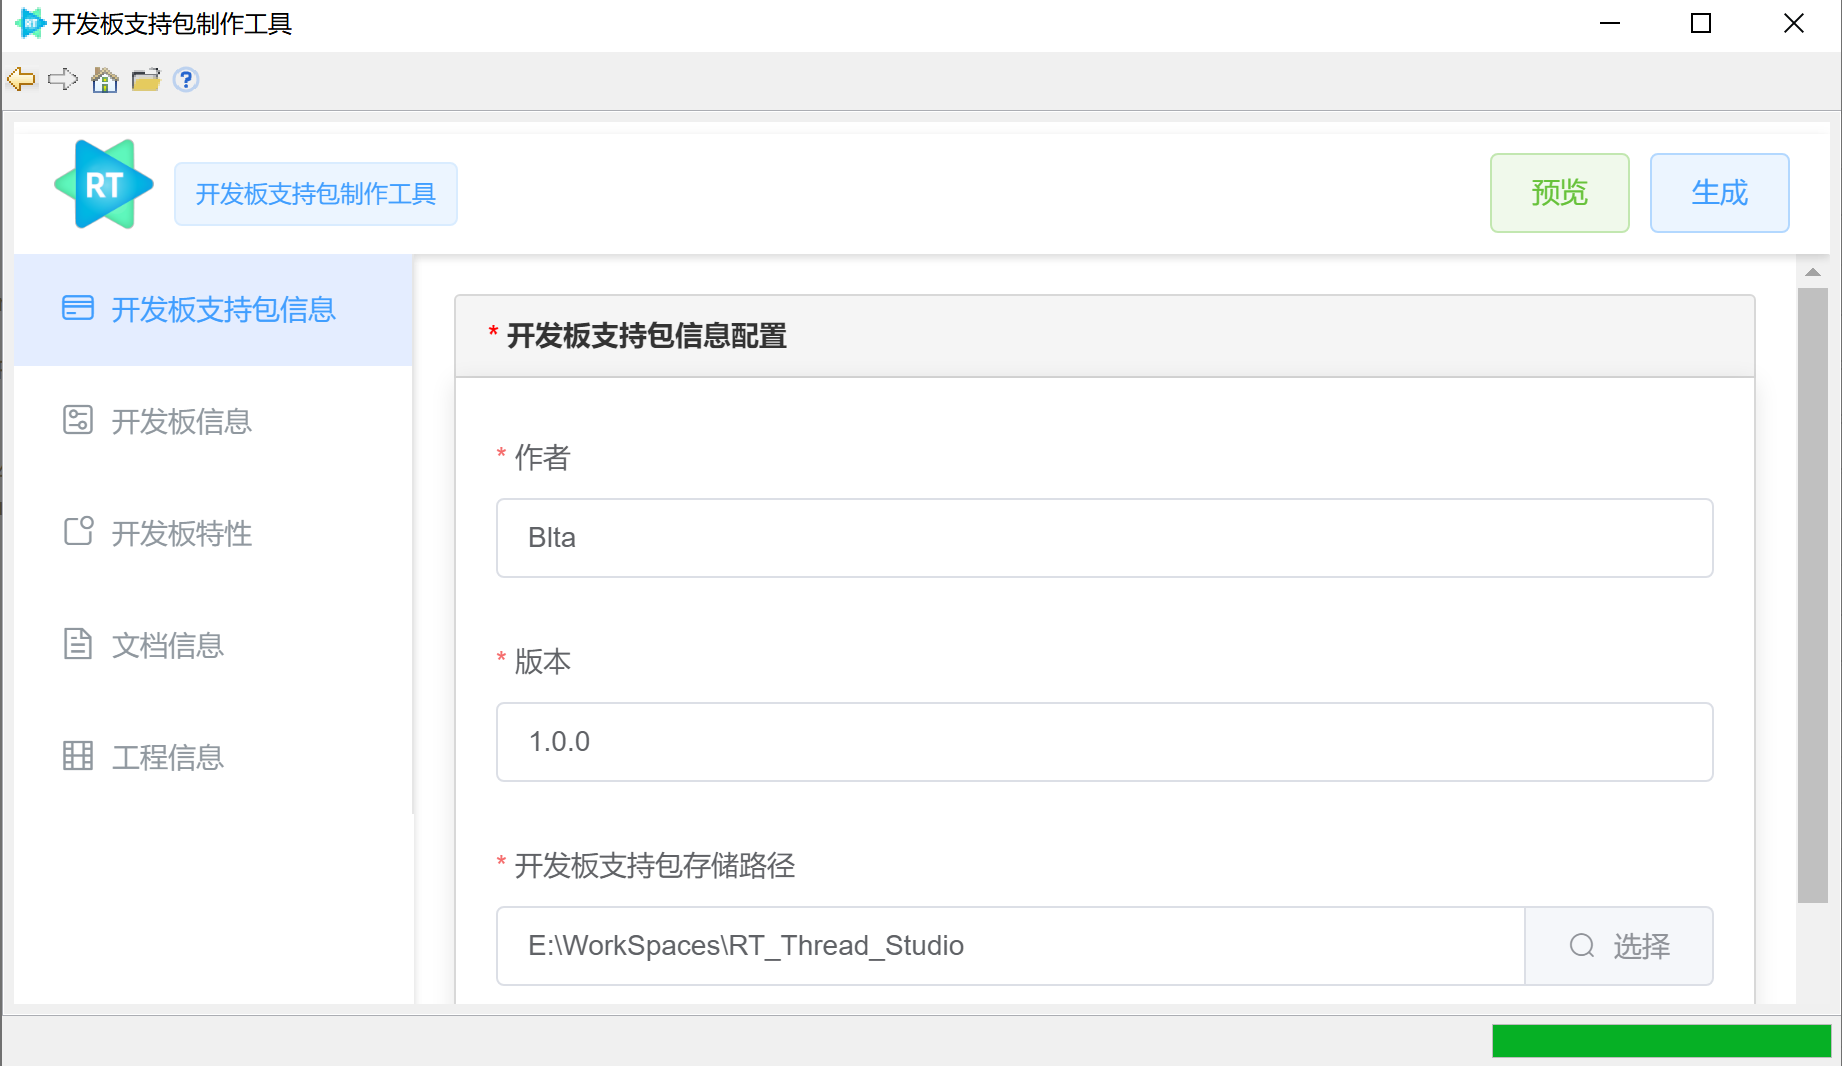 开发板支持包制作工具
RT
开发板支持包制作工具
预览
生成
开发板支持包信息
开发板信息
开发板特性
文档信息
工程信息
* 开发板支持包信息配置
* 作者
Blta
* 版本
1.0.0
* 开发板支持包存储路径
E:\WorkSpaces\RT_Thread_Studio
选择